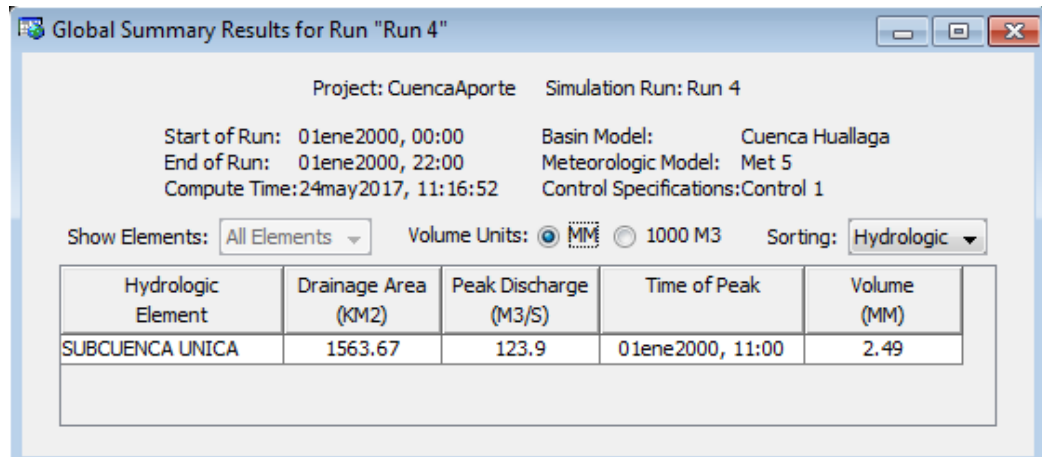 Global Summary Results for Run "Run 4"
Project: CuencaAporte Simulation Run: Run 4
Start of Run: 01ene2000, 00:00 Basin Model: Cuenca Huallaga
End of Run: 01ene2000, 22:00 Meteorologic Model: Met 5
Compute Time:24may2017, 11:16:52 Control Specifications:Control 1
Show Elements: All Elements Volume Units: MM 1000 M3 Sorting: Hydrologic
Hydrologic Drainage Area Peak Discharge Time of Peak Volume
Element (KM2) (M3/S) (MM)
SUBCUENCA UNICA 1563.67 123.9 01ene2000, 11:00 2.49